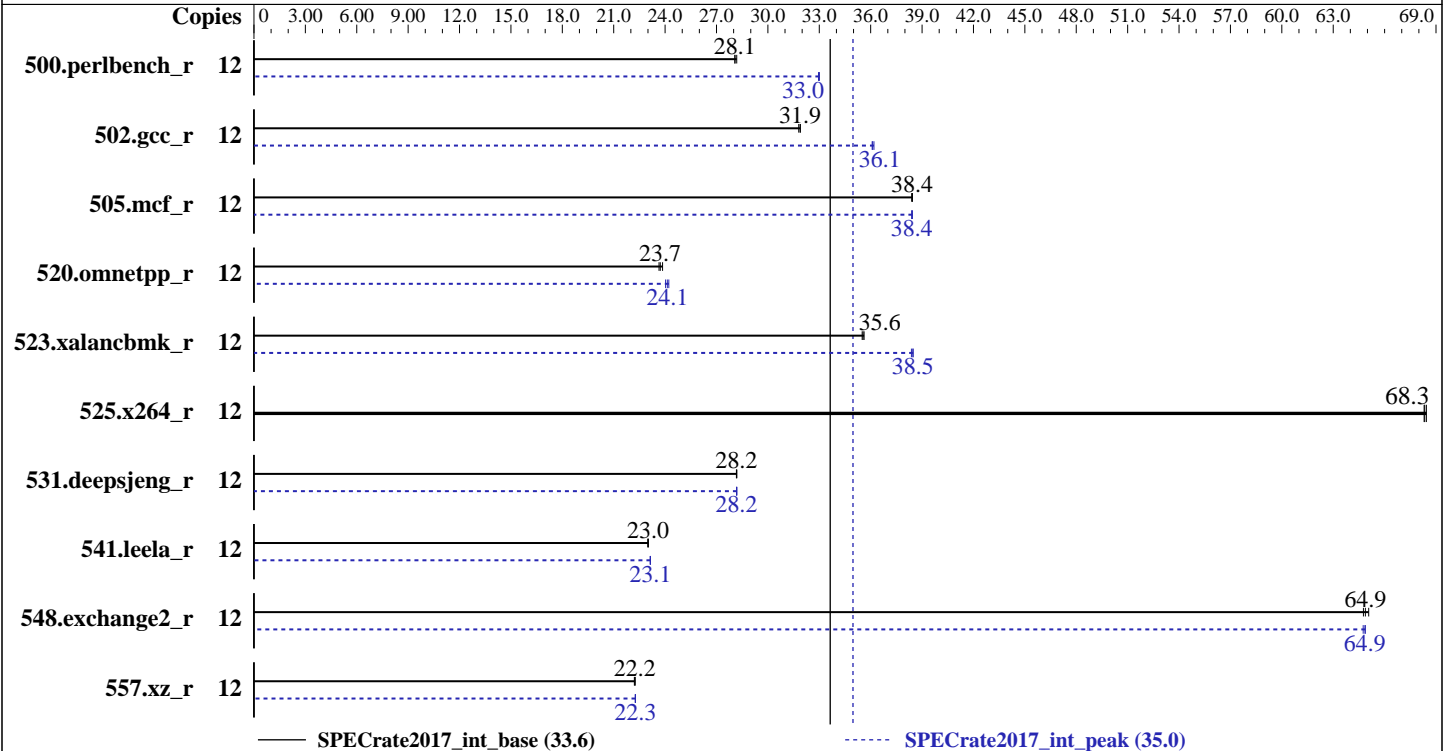 Copies 0 3.00 6.00 9.00 12.0 15.0 18.0 21.0 24.0 27.0 30.0 33.0 36.0 39.0 42.0 45.0 48.0 51.0 54.0 57.0 60.0 63.0 69.0
28.1
500.perlbench_r 12
33.0
31.9
502.gcc_r 12
36.1
38.4
505.mcf_r 12
38.4
23.7
520.omnetpp_r 12
24.1
35.6
523.xalancbmk_r 12
38.5
68.3
525.x264_r 12
28.2
531.deepsjeng_r 12
28.2
23.0
541.leela_r 12
23.1
64.9
548.exchange2_r 12
64.9
22.2
557.xz_r 12
22.3
SPECrate2017_int_base (33.6) SPECrate2017_int_peak (35.0)